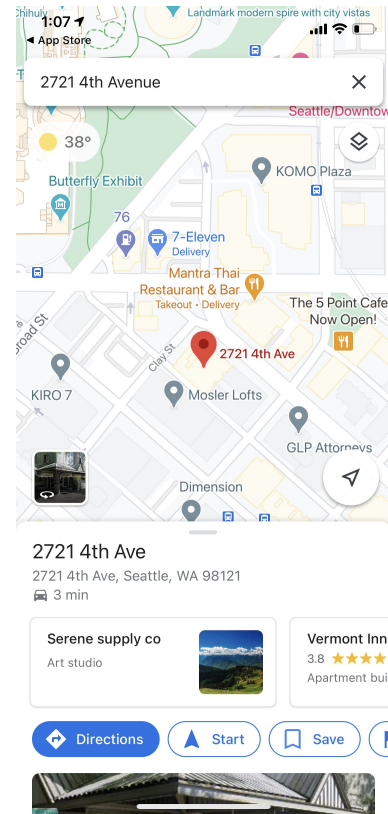 Chihuly
Landmark modern spire with city vistas
1:07
App Store
2721 4th Avenue
Seattle/Downtow
38°
KOMO Plaza
Butterfly Exhibit
76
7-Eleven
Delivery
Mantra Thai
Restaurant & Bar
Takeout • Delivery
The 5 Point Cafe
Now Open!
road St
Clay St
2721 4th Ave
KIRO 7
Mosler Lofts
GLP Attorneys
Dimension
2721 4th Ave
2721 4th Ave, Seattle, WA 98121
3 min
Serene supply co
Art studio
Vermont Inn
3.8
Apartment bui
Directions
Start
Save